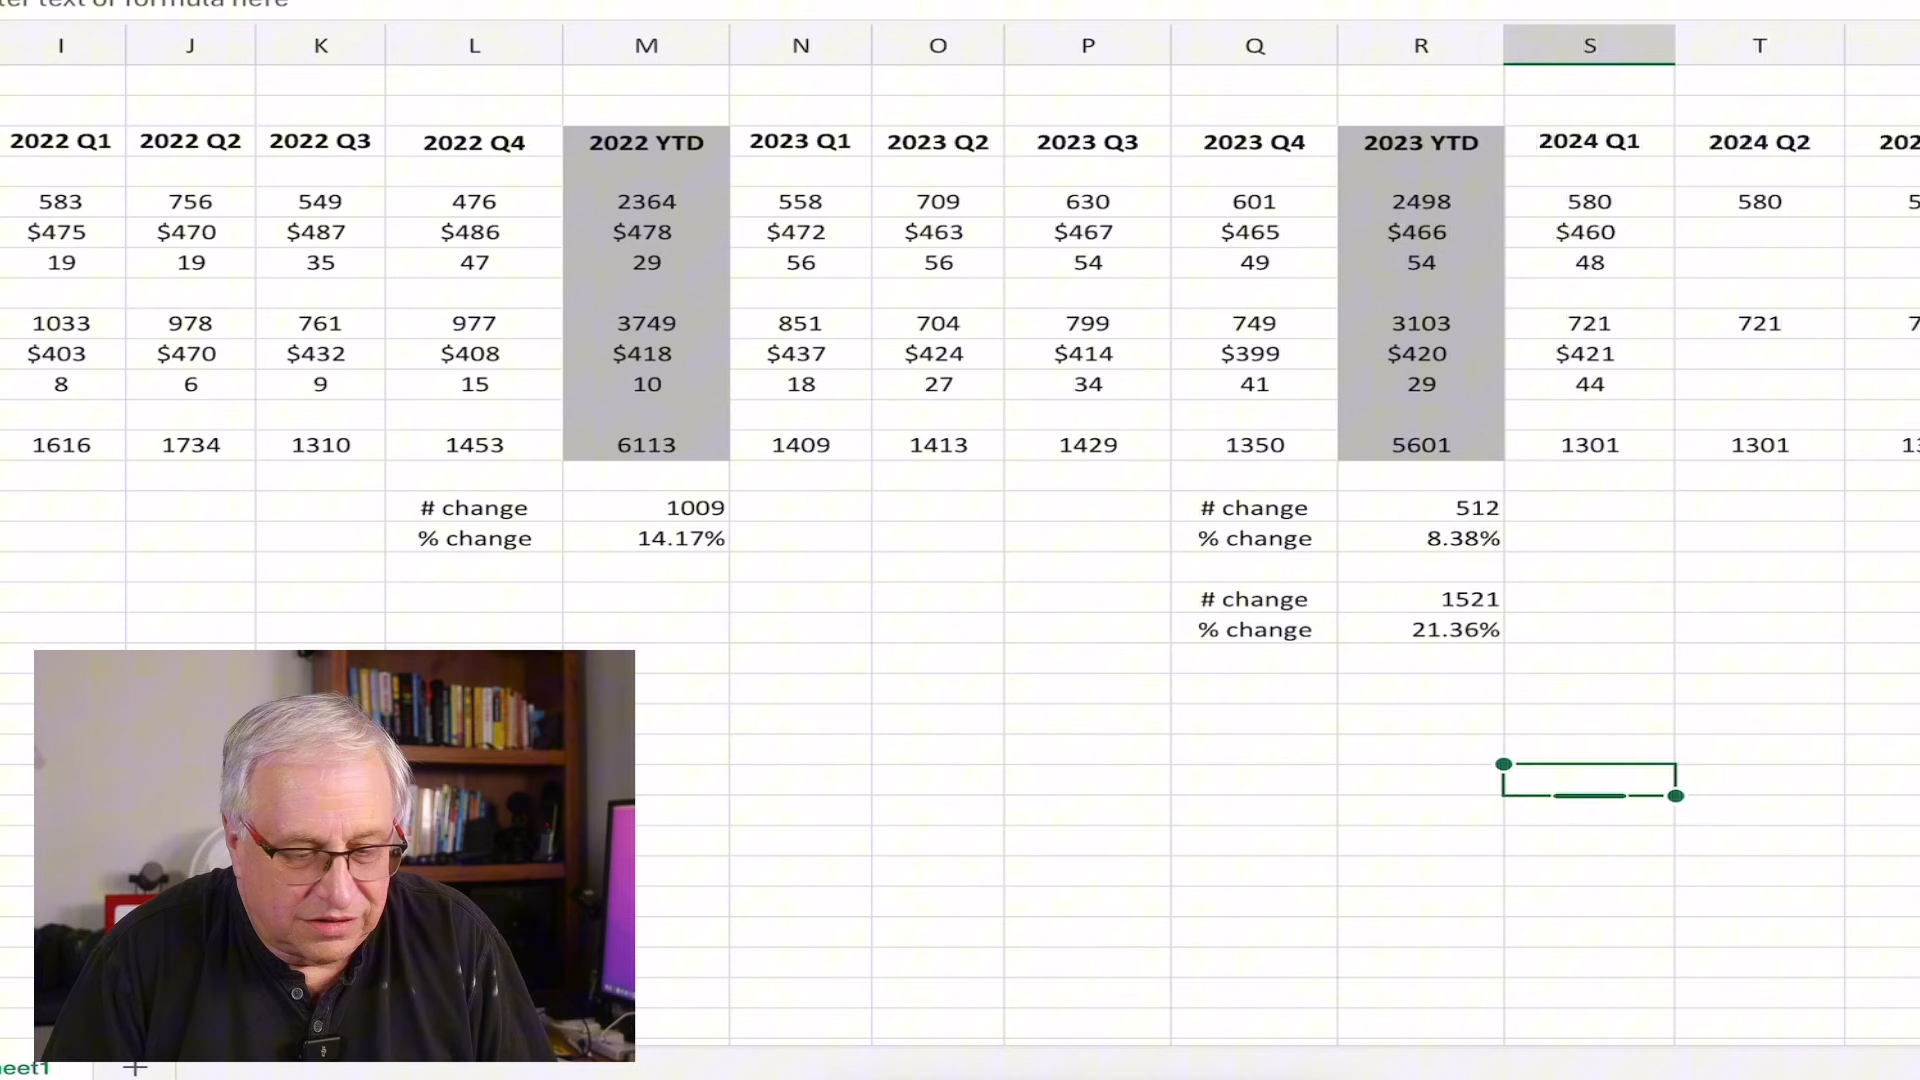 I J K L M N O P Q R S T
2022 Q1 2022 Q2 2022 Q3 2022 Q4 2022 YTD 2023 Q1 2023 Q2 2023 Q3 2023 Q4 2023 YTD 2024 Q1 2024 Q2 202
583 756 549 476 2364 558 709 630 601 2498 580 580 5
$475 $470 $487 $486 $478 $472 $463 $467 $465 $466 $460
19 19 35 47 29 56 56 54 49 54 48
1033 978 761 977 3749 851 704 799 749 3103 721 721 7
$403 $470 $432 $408 $418 $437 $424 $414 $399 $420 $421
8 6 9 15 10 18 27 34 41 29 44
1616 1734 1310 1453 6113 1409 1413 1429 1350 5601 1301 1301 13
# change 1009 # change 512
% change 14.17% % change 8.38%
# change 1521
% change 21.36%
eet1 +